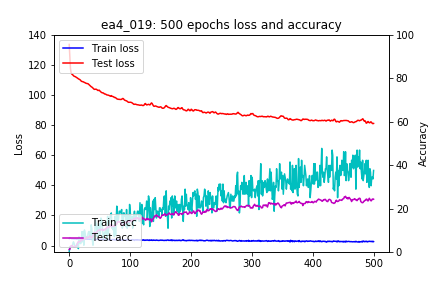 ea4_019: 500 epochs loss and accuracy
140
120
100
80
60
40
20
0
Loss
Train loss
Test loss
Train acc
Test acc
100
80
60
40
20
0
Accuracy
0
100
200
300
400
500